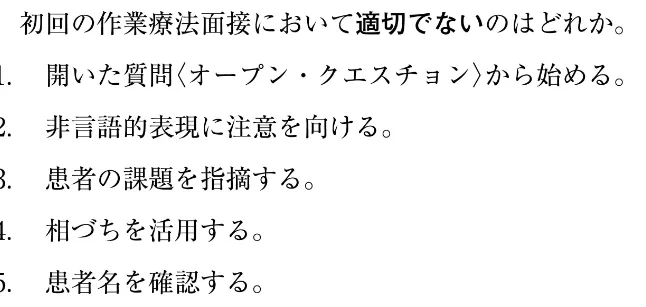 初回の作業療法面接において適切でないのはどれか。
1. 開いた質問〈オープン・クエスチョン〉から始める。
2. 非言語的表現に注意を向ける。
3. 患者の課題を指摘する。
4. 相づちを活用する。
5. 患者名を確認する。